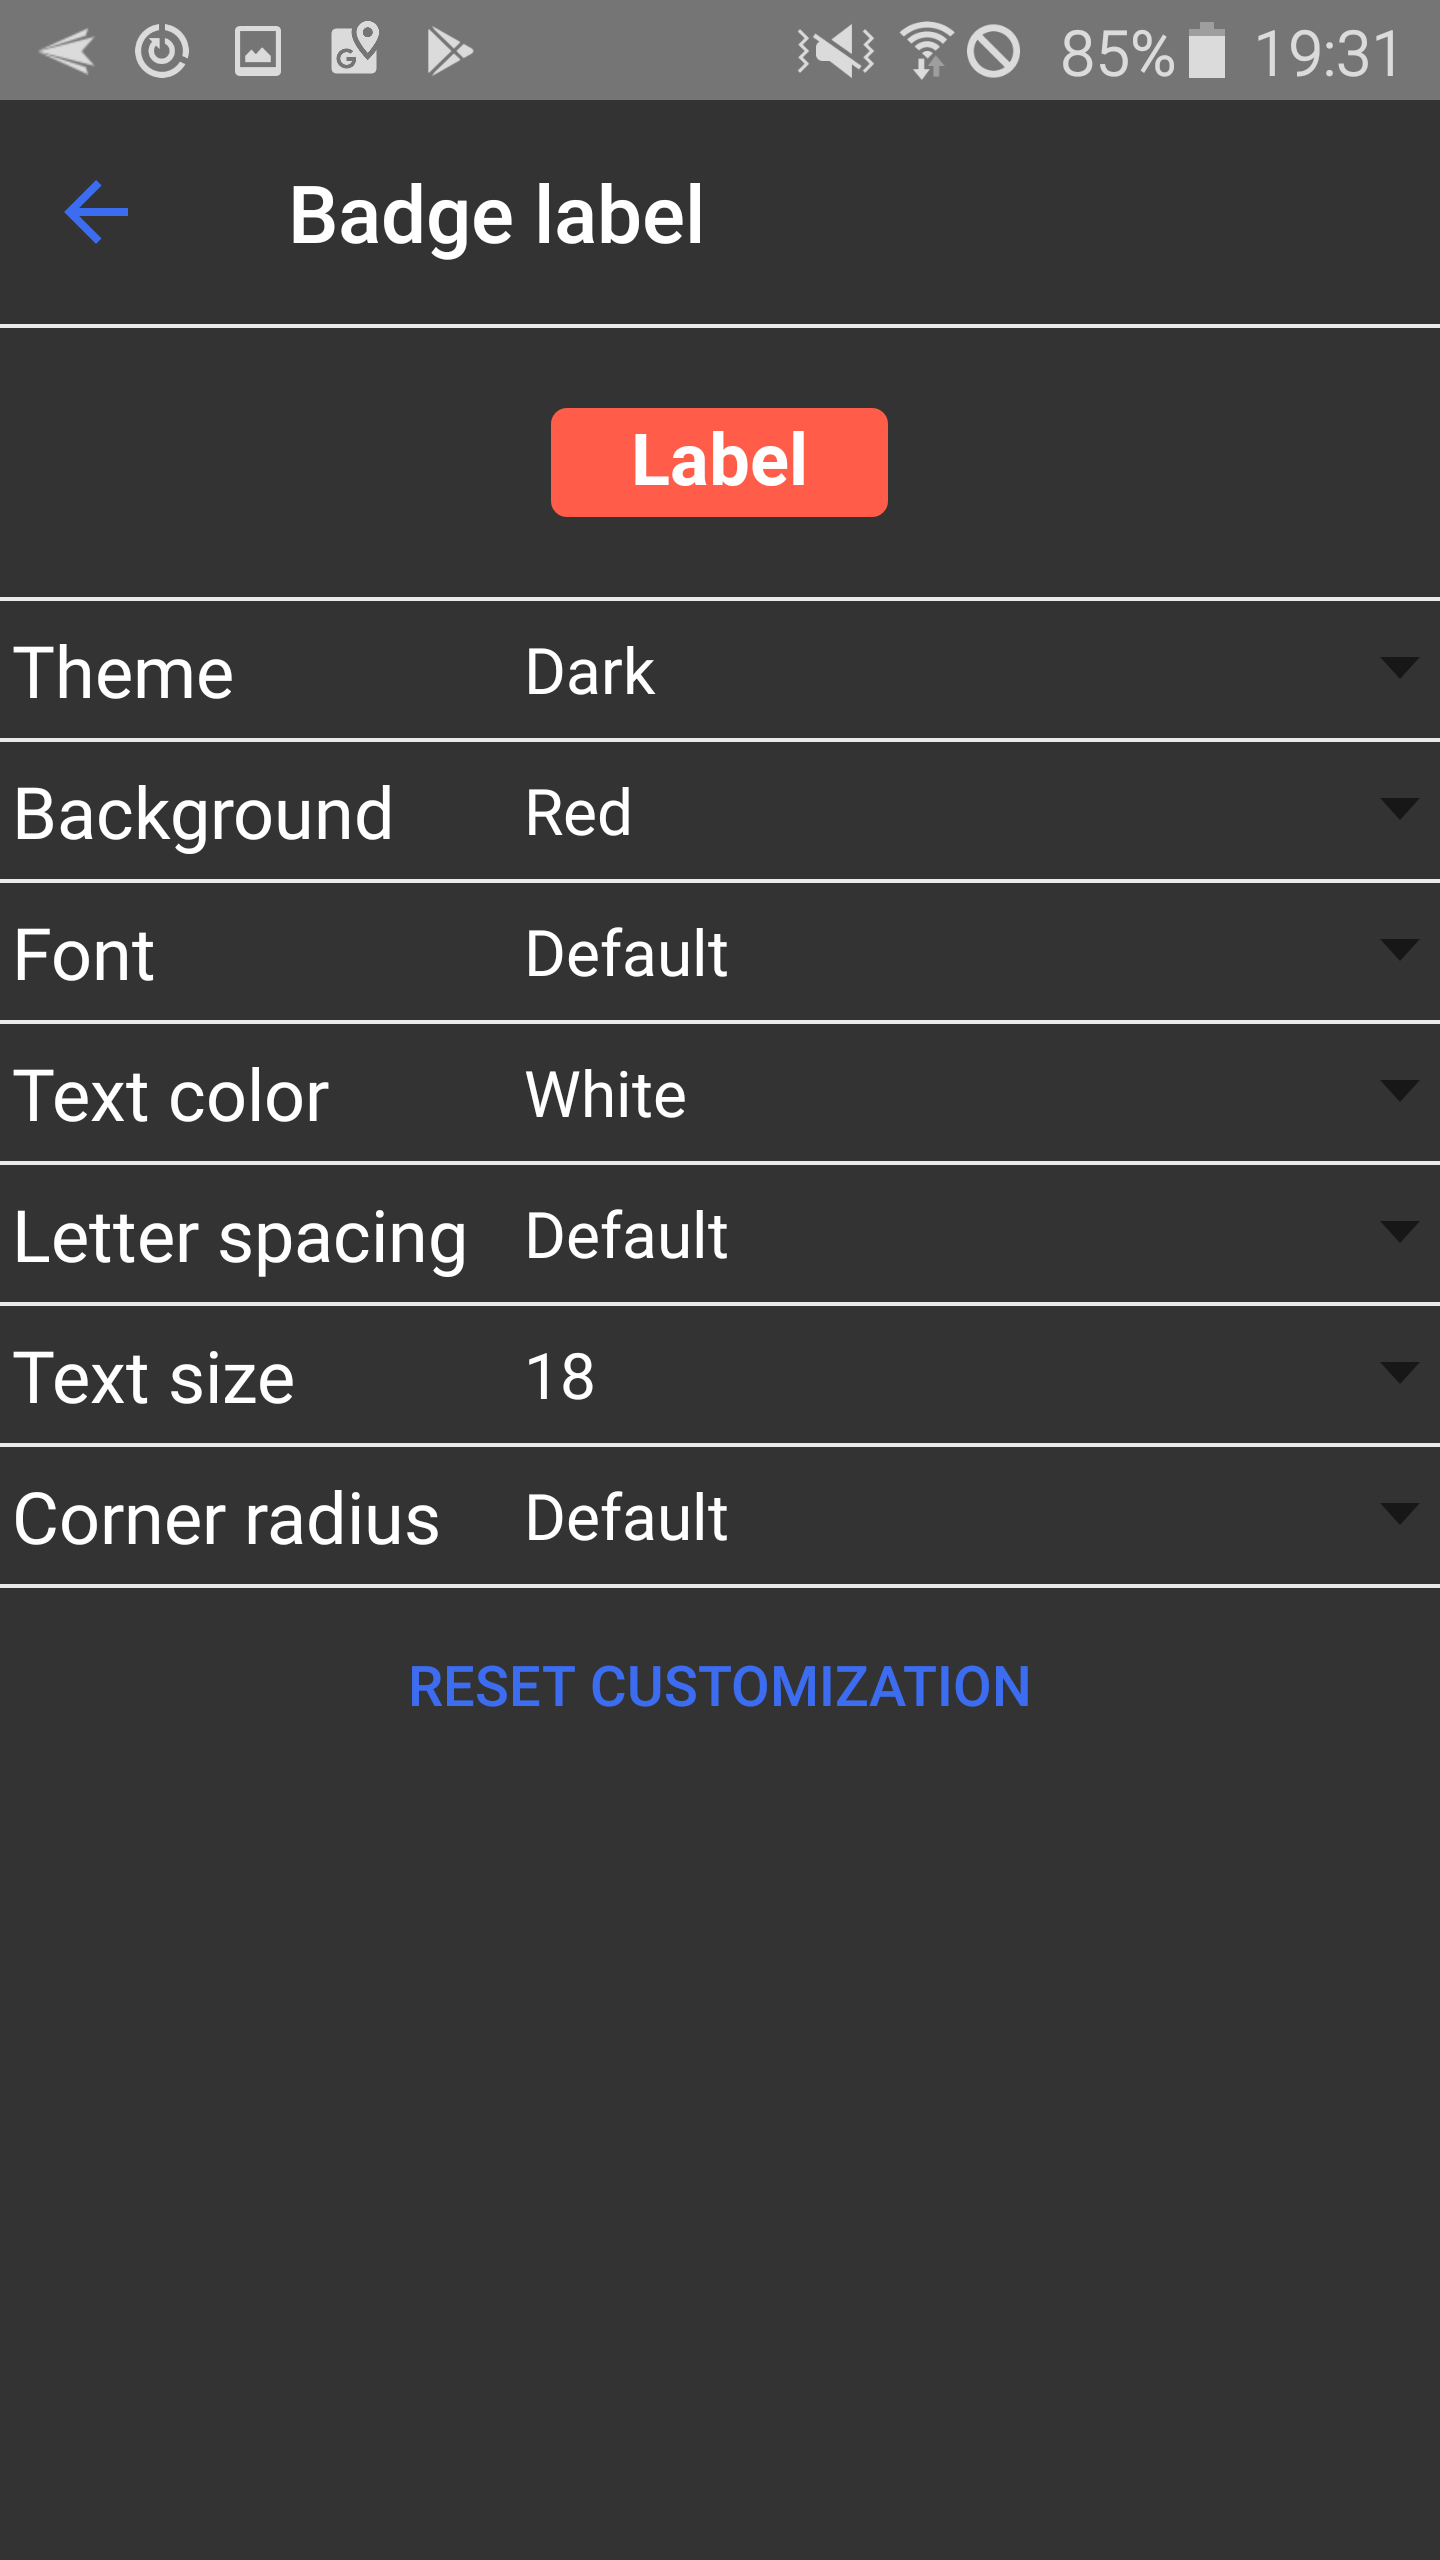 85% 19:31
Badge label
Label
Theme Dark
Background Red
Font Default
Text color White
Letter spacing Default
Text size 18
Corner radius Default
RESET CUSTOMIZATION